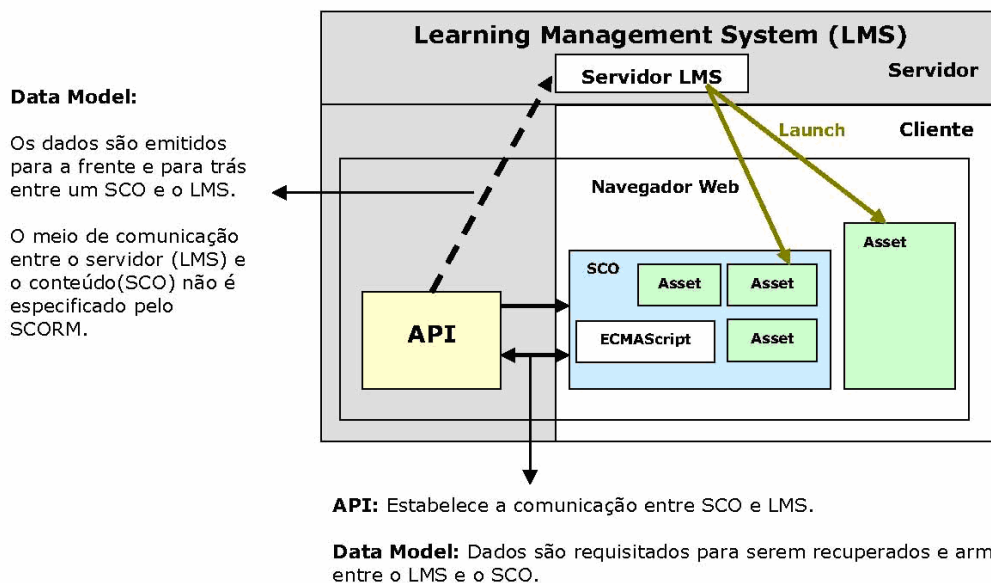 Learning Management System (LMS)
Servidor
Servidor LMS
Data Model:
Os dados são emitidos
para a frente e para trás
entre um SCO e o LMS.
O meio de comunicação
entre o servidor (LMS) e
o conteúdo(SCO) não é
especificado pelo
SCORM.
Launch
Cliente
Navegador Web
Asset
SCO
Asset
Asset
API
ECMAScript
Asset
API: Estabelece a comunicação entre SCO e LMS.
Data Model: Dados são requisitados para serem recuperados e arm
entre o LMS e o SCO.